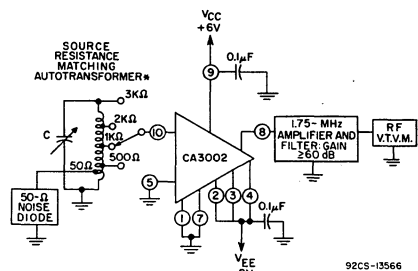 VCC
+6V
SOURCE
RESISTANCE
MATCHING
AUTOTRANSFORMER*
0.1µF
9
3KΩ
2KΩ
1KΩ
500Ω
50Ω
C
10
CA3002
8
1.75-MHz
AMPLIFIER AND
FILTER: GAIN
≥60 dB
RF
V.T.V.M.
5
50-Ω
NOISE
DIODE
1
7
2
3
4
0.1µF
VEE
92CS-13566